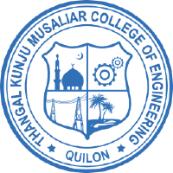 THANGAL KUNJU MUSALIAR COLLEGE OF ENGINEERING
QUILON